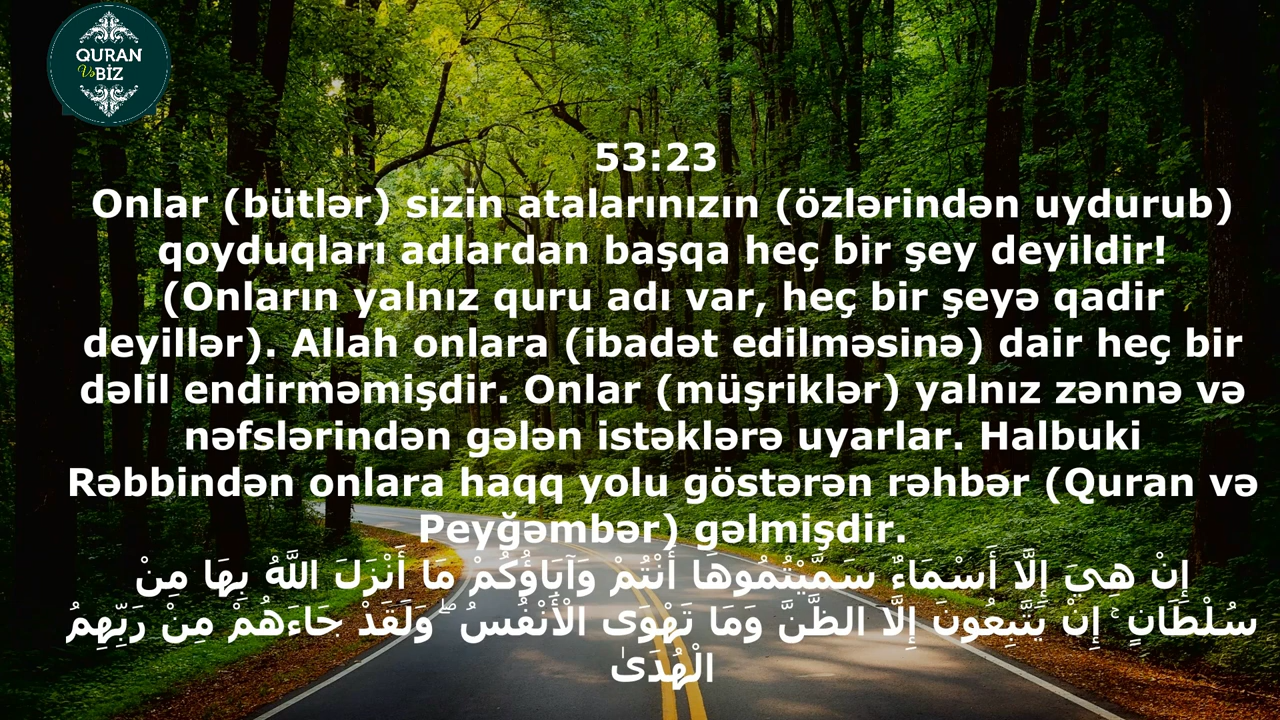 QURAN
Və BİZ
53:23
Onlar (bütlər) sizin atalarınızın (özlərindən uydurub)
qoyduqları adlardan başqa heç bir şey deyildir!
(Onların yalnız quru adı var, heç bir şeyə qadir
deyillər). Allah onlara (ibadət edilməsinə) dair heç bir
dəlil endirməmişdir. Onlar (müşriklər) yalnız zənnə və
nəfslərindən gələn istəklərə uyarlar. Halbuki
Rəbbindən onlara haqq yolu göstərən rəhbər (Quran və
Peyğəmbər) gəlmişdir.
إِنْ هِيَ إِلَّا أَسْمَاءٌ سَمَّيْتُمُوهَا أَنْتُمْ وَآبَاؤُكُمْ مَا أَنْزَلَ اللَّهُ بِهَا مِنْ
سُلْطَانٍ ۚ إِنْ يَتَّبِعُونَ إِلَّا الظَّنَّ وَمَا تَهْوَى الْأَنْفُسُ ۖ وَلَقَدْ جَاءَهُمْ مِنْ رَبِّهِمُ
الْهُدَىٰ